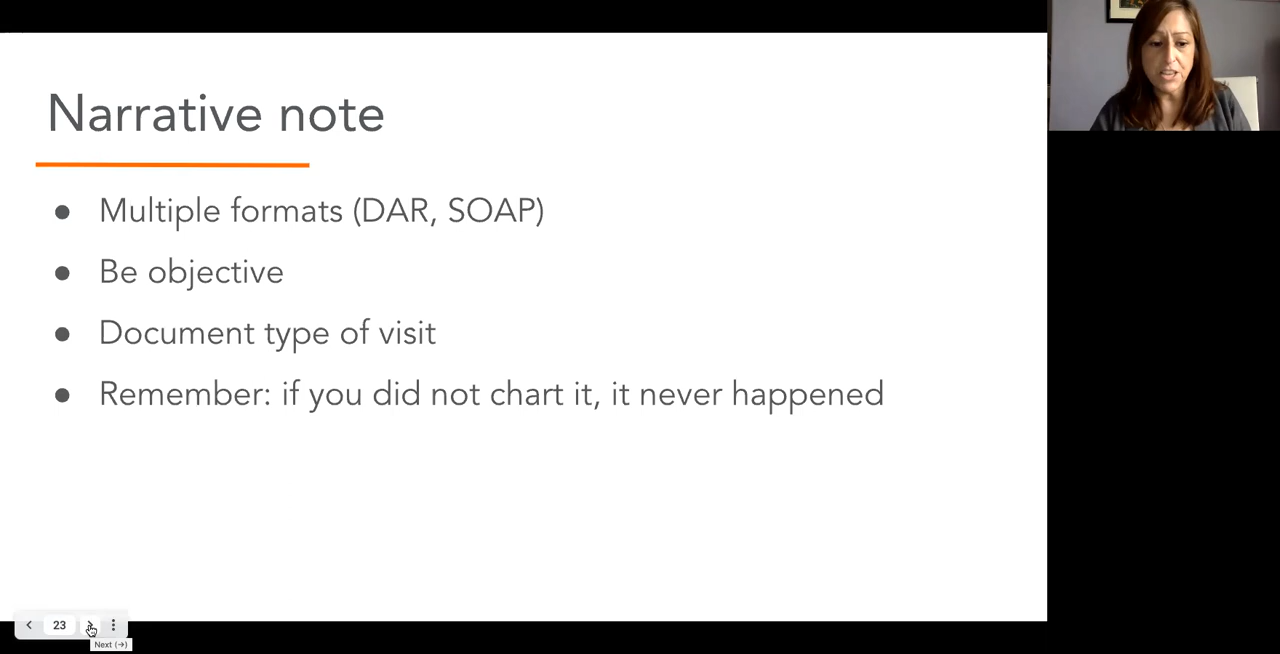 Narrative note
● Multiple formats (DAR, SOAP)
● Be objective
● Document type of visit
● Remember: if you did not chart it, it never happened
23
Next (→)